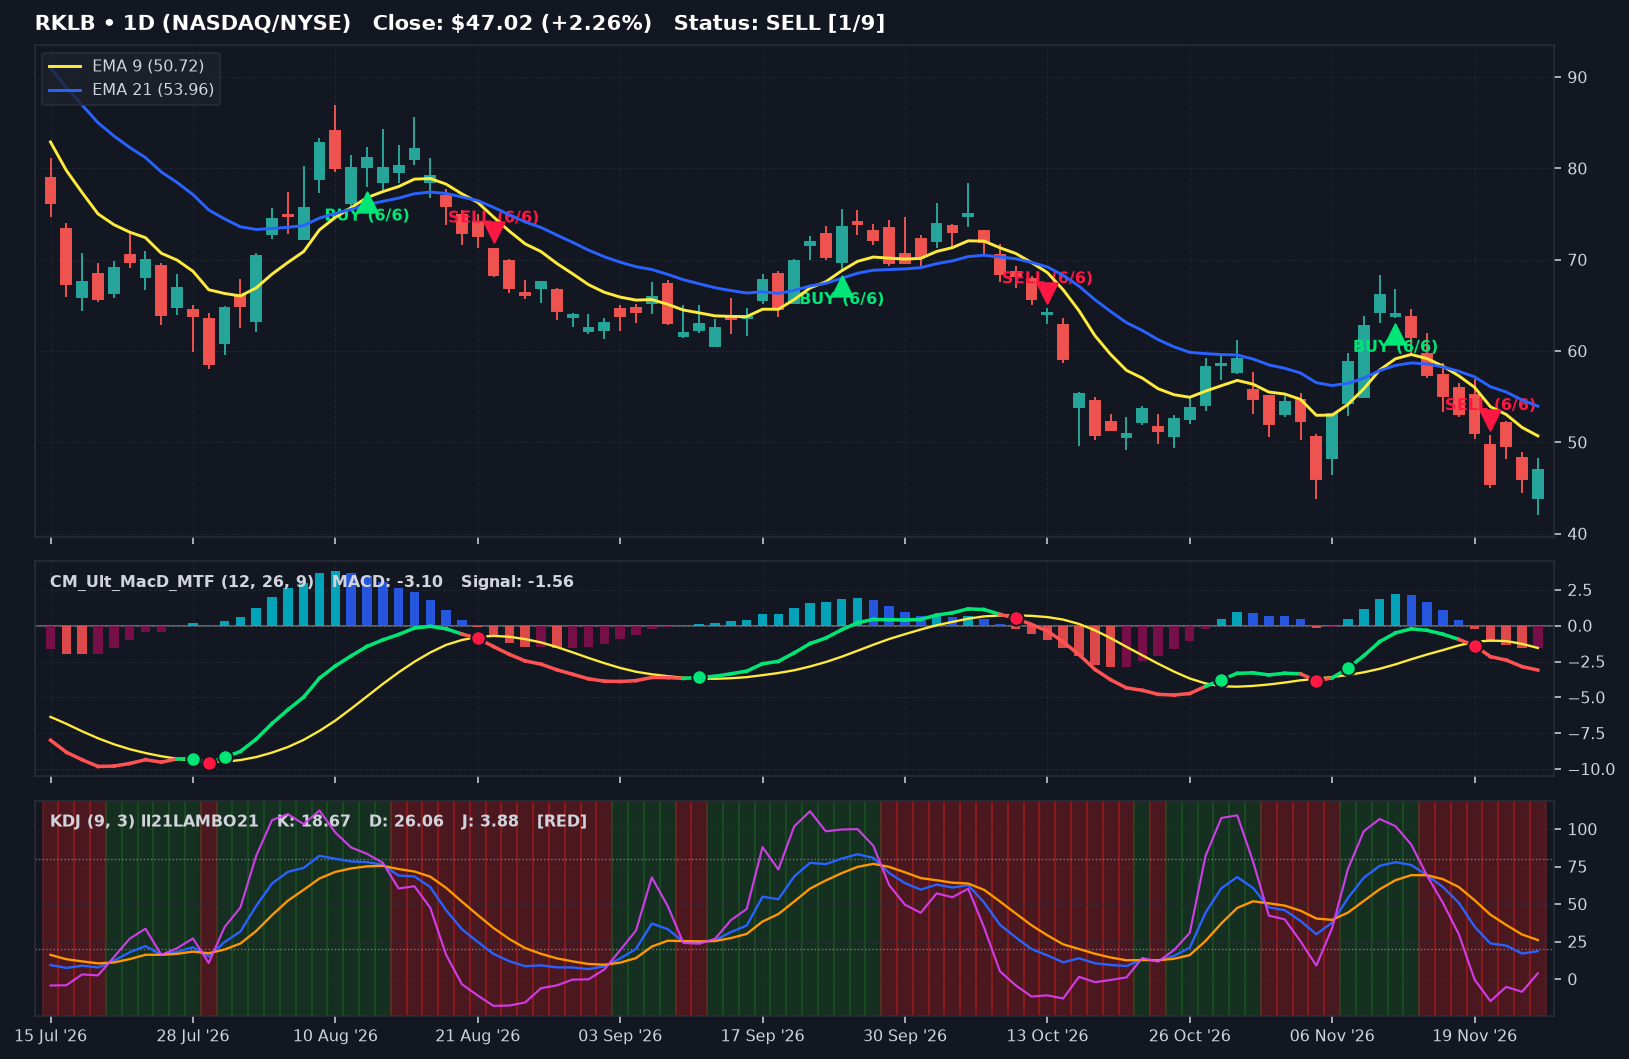 RKLB • 1D (NASDAQ/NYSE)   Close: $47.02 (+2.26%)   Status: SELL [1/9]
EMA 9 (50.72)
EMA 21 (53.96)
90
80
70
60
50
40
BUY (6/6)
SELL (6/6)
BUY (6/6)
SELL (6/6)
BUY (6/6)
SELL (6/6)
CM_Ult_MacD_MTF (12, 26, 9)   MACD: -3.10   Signal: -1.56
2.5
0.0
−2.5
−5.0
−7.5
−10.0
KDJ (9, 3) II21LAMBO21   K: 18.67   D: 26.06   J: 3.88   [RED]
100
75
50
25
0
15 Jul '26   28 Jul '26   10 Aug '26   21 Aug '26   03 Sep '26   17 Sep '26   30 Sep '26   13 Oct '26   26 Oct '26   06 Nov '26   19 Nov '26